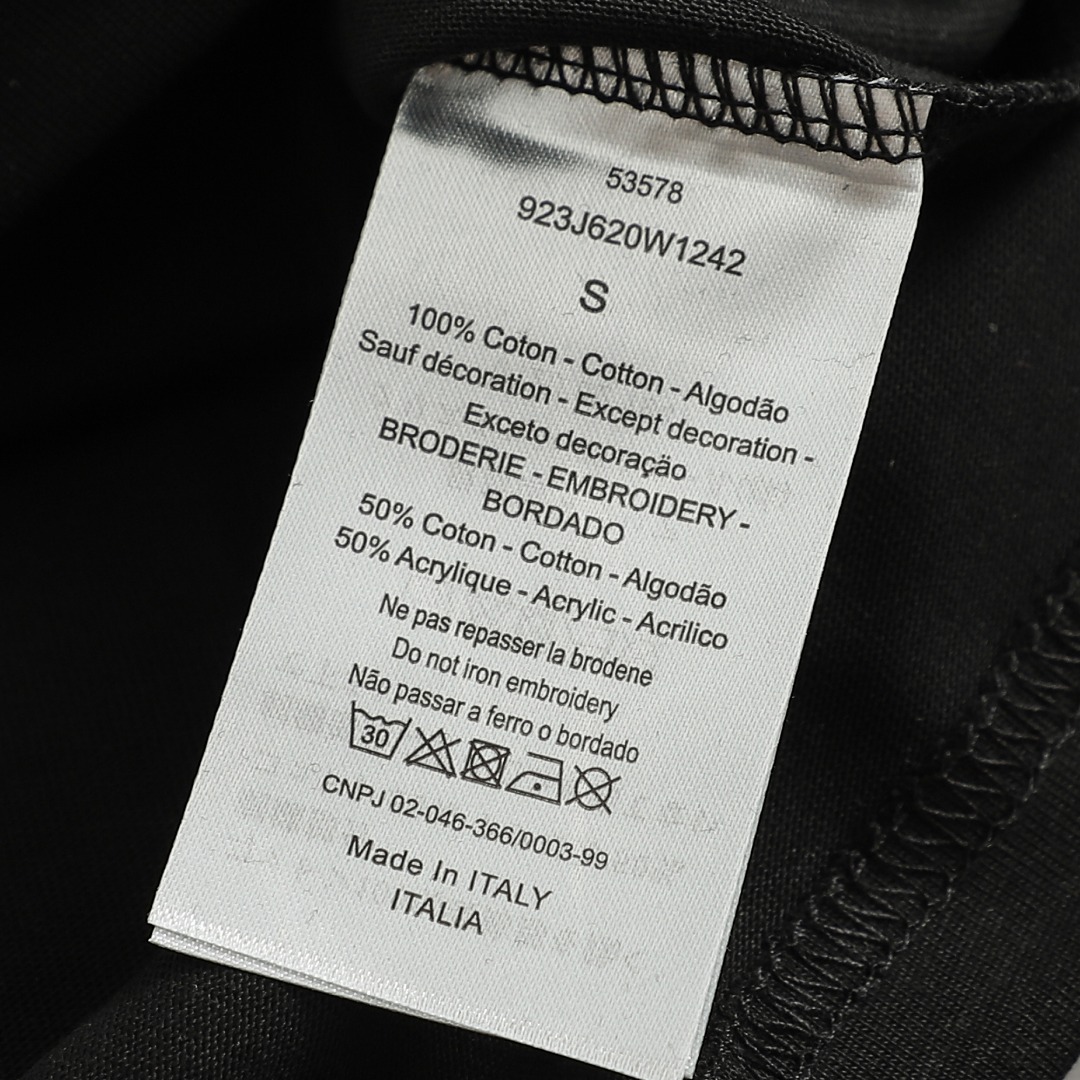 53578
923J620W1242
S
100% Coton - Cotton - Algodão
Sauf décoration - Except decoration -
Exceto decoraçäo
BRODERIE - EMBROIDERY -
BORDADO
50% Coton - Cotton - Algodão
50% Acrylique - Acrylic - Acrilico
Ne pas repasser la brodene
Do not iron embroidery
Não passar a ferro o bordado
30
CNPJ 02-046-366/0003-99
Made In ITALY
ITALIA